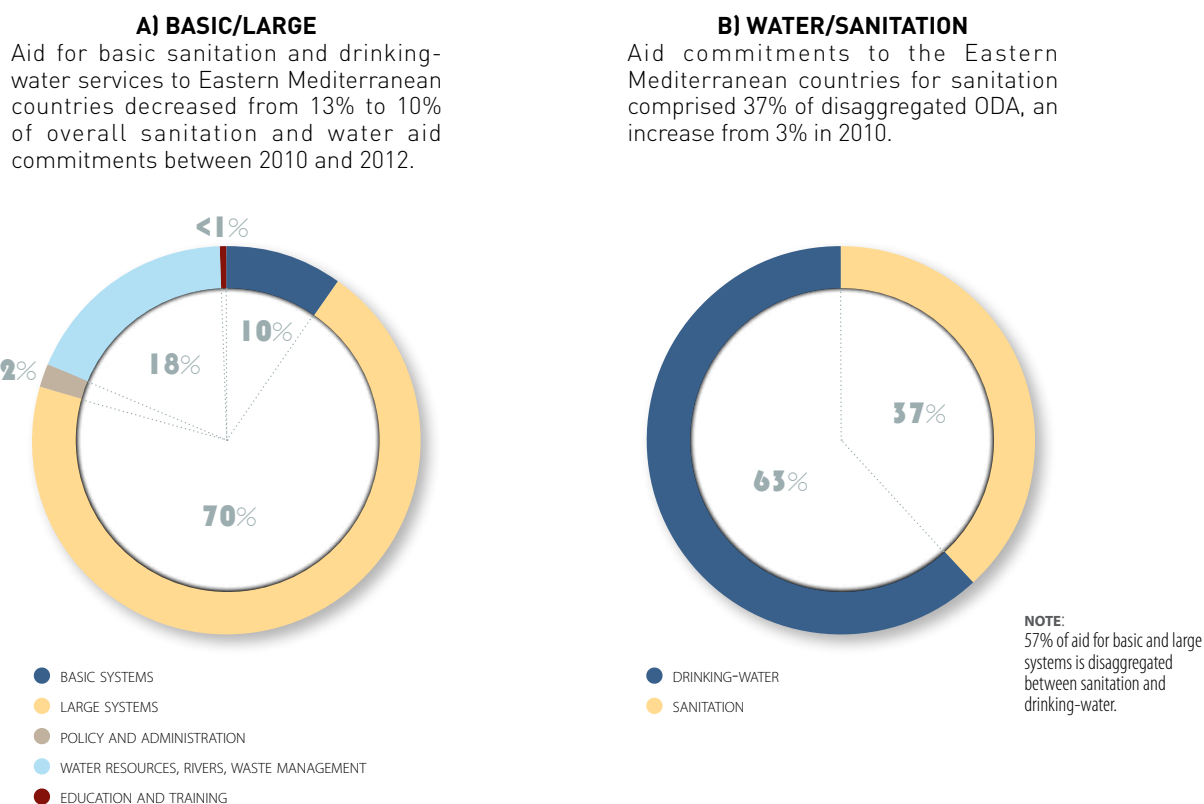 A) BASIC/LARGE
Aid for basic sanitation and drinking-
water services to Eastern Mediterranean
countries decreased from 13% to 10%
of overall sanitation and water aid
commitments between 2010 and 2012.
<1%
10%
18%
2%
70%
BASIC SYSTEMS
LARGE SYSTEMS
POLICY AND ADMINISTRATION
WATER RESOURCES, RIVERS, WASTE MANAGEMENT
EDUCATION AND TRAINING
B) WATER/SANITATION
Aid commitments to the Eastern
Mediterranean countries for sanitation
comprised 37% of disaggregated ODA, an
increase from 3% in 2010.
37%
63%
DRINKING-WATER
SANITATION
NOTE:
57% of aid for basic and large
systems is disaggregated
between sanitation and
drinking-water.